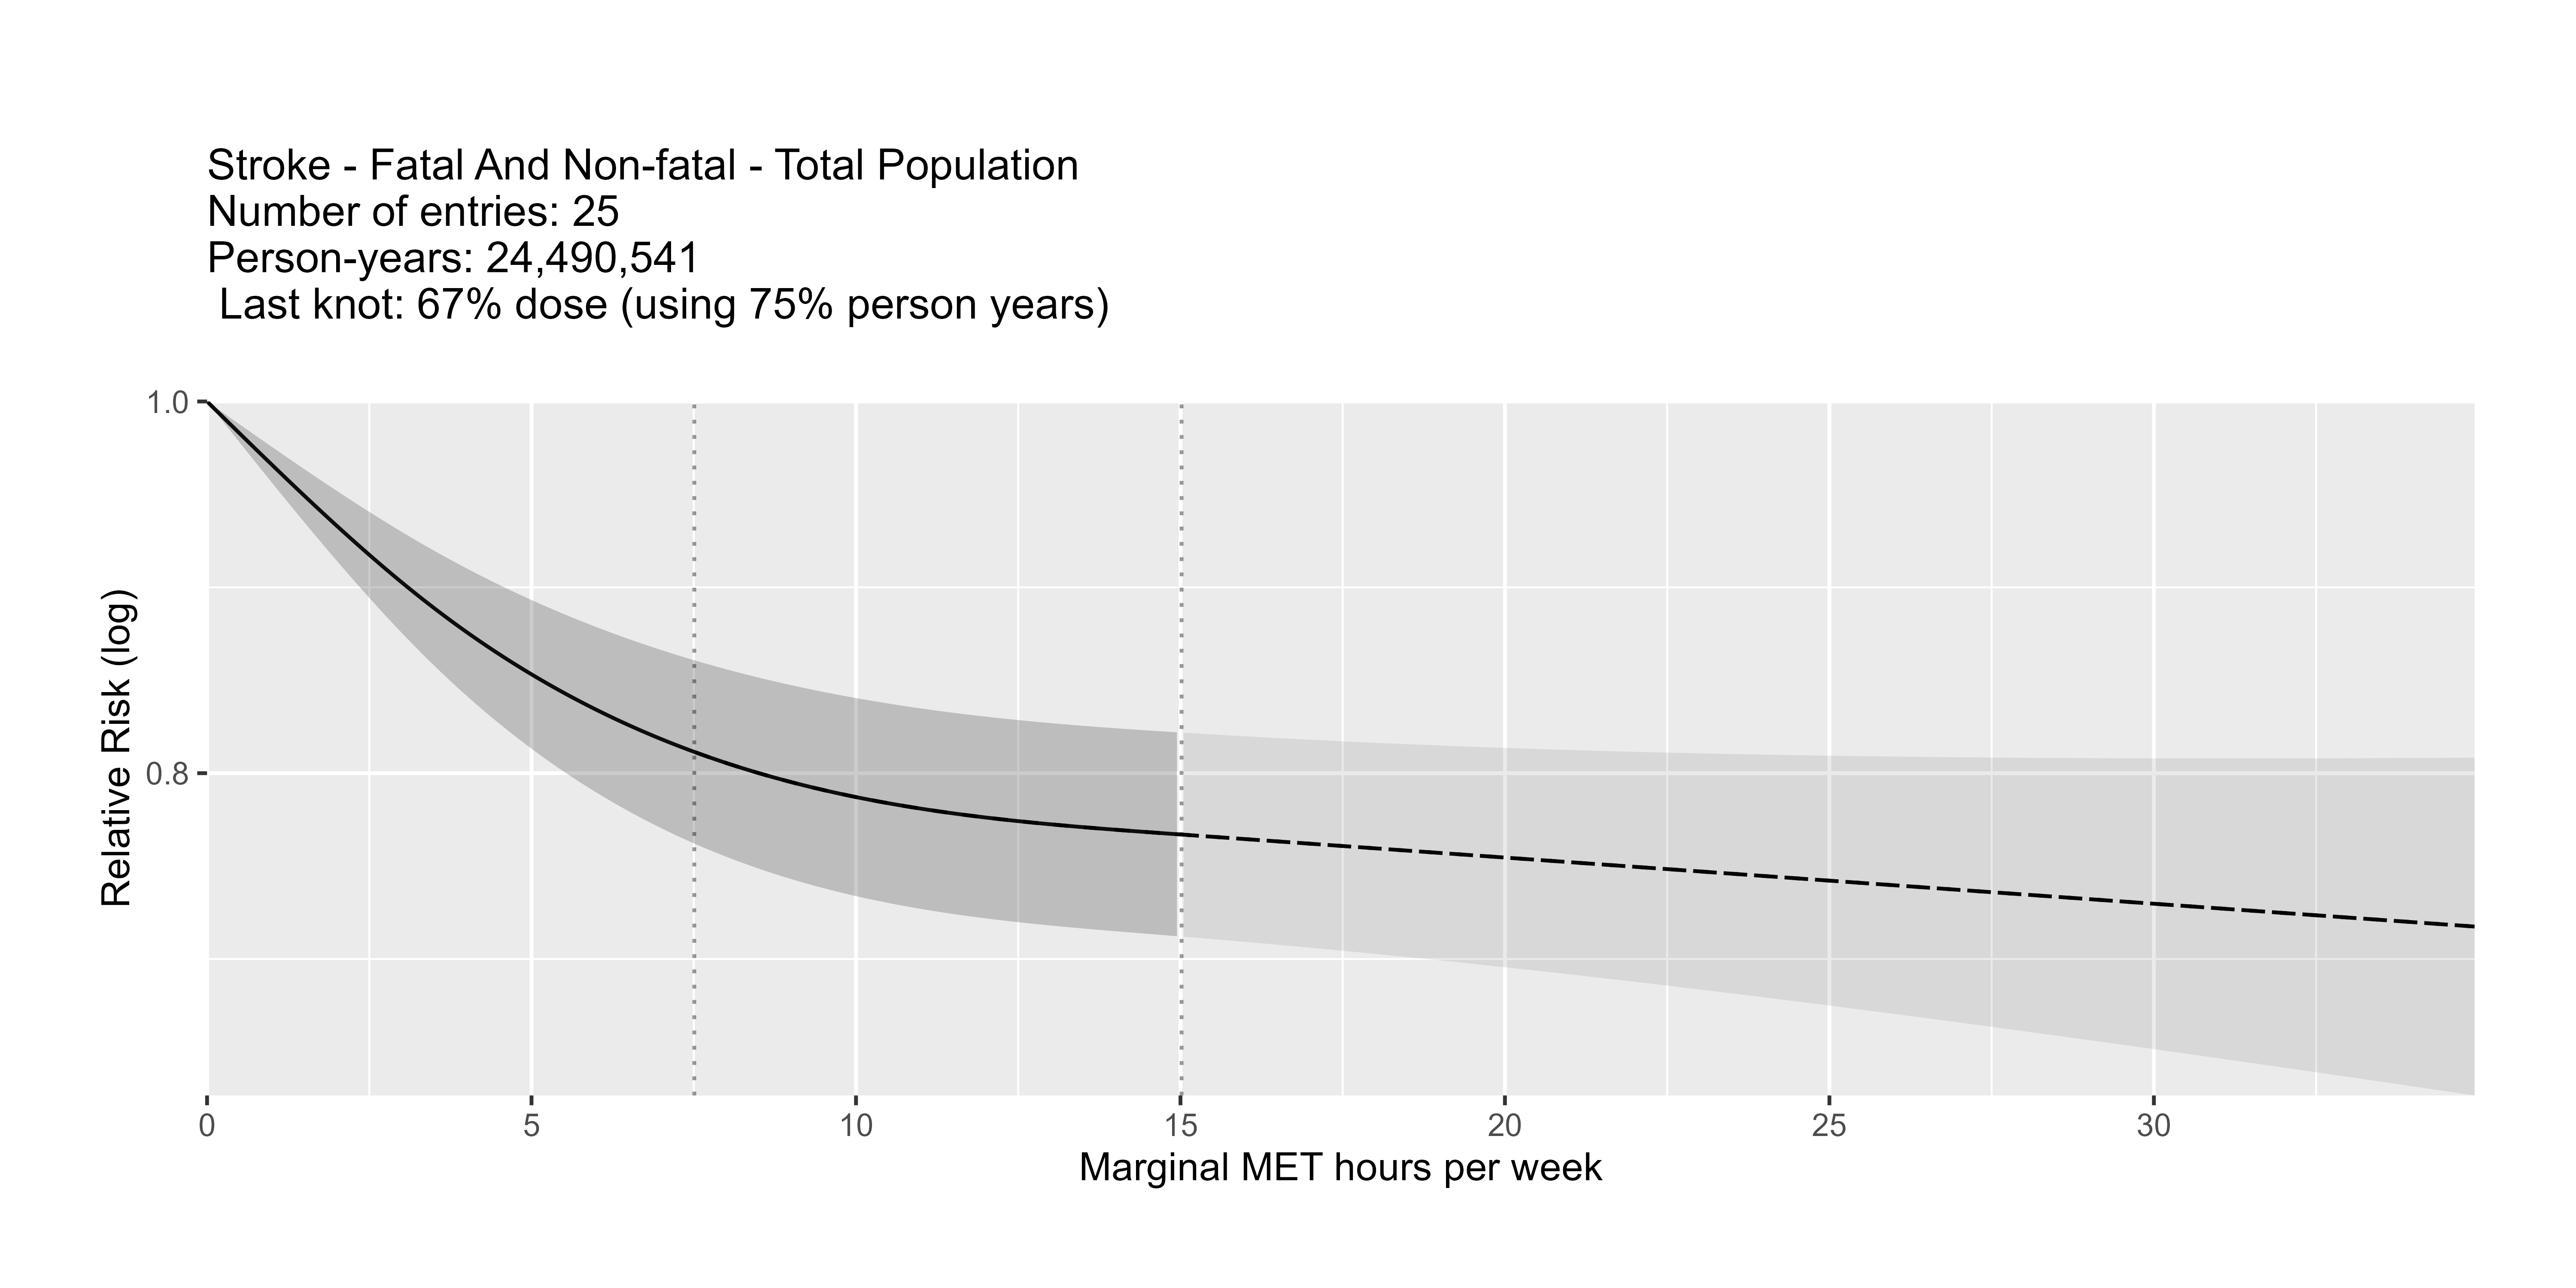 Stroke - Fatal And Non-fatal - Total Population
Number of entries: 25
Person-years: 24,490,541
Last knot: 67% dose (using 75% person years)
1.0
0.8
Relative Risk (log)
0 5 10 15 20 25 30
Marginal MET hours per week